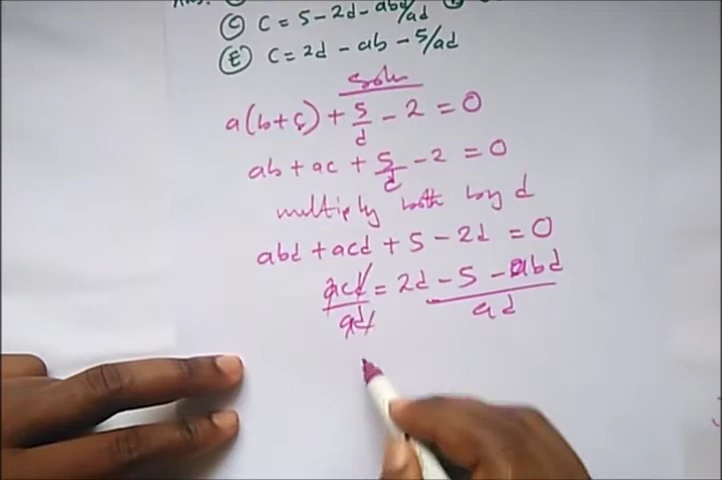 Ⓒ C = 5 - 2d - abd/ad
Ⓔ C = 2d - ab - 5/ad
Soln
a(b+c) + 5/d - 2 = 0
ab + ac + 5/d - 2 = 0
multiply both by d
abd + acd + 5 - 2d = 0
acd/ad = 2d - 5 - abd/ad